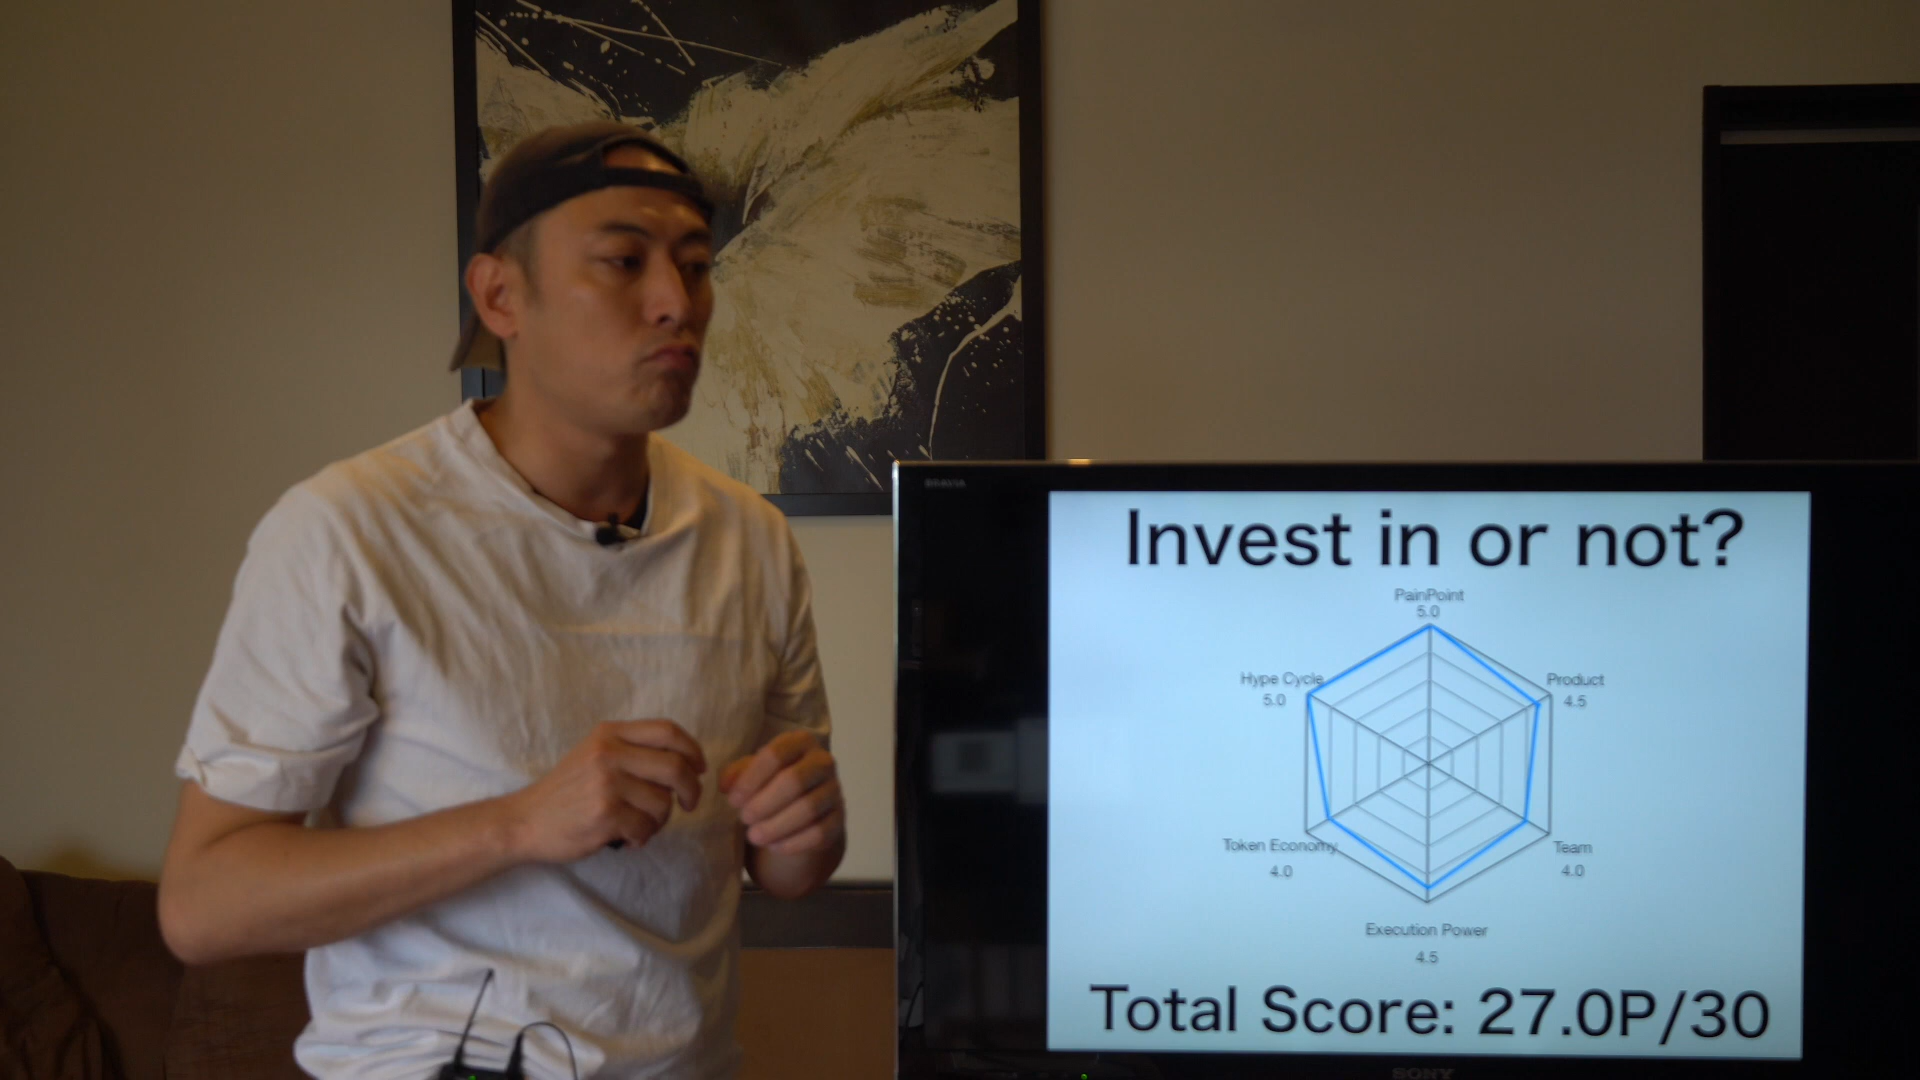 BRAVIA
Invest in or not?
PainPoint
5.0
Hype Cycle
5.0
Product
4.5
Token Economy
4.0
Team
4.0
Execution Power
4.5
Total Score: 27.0P/30
SONY